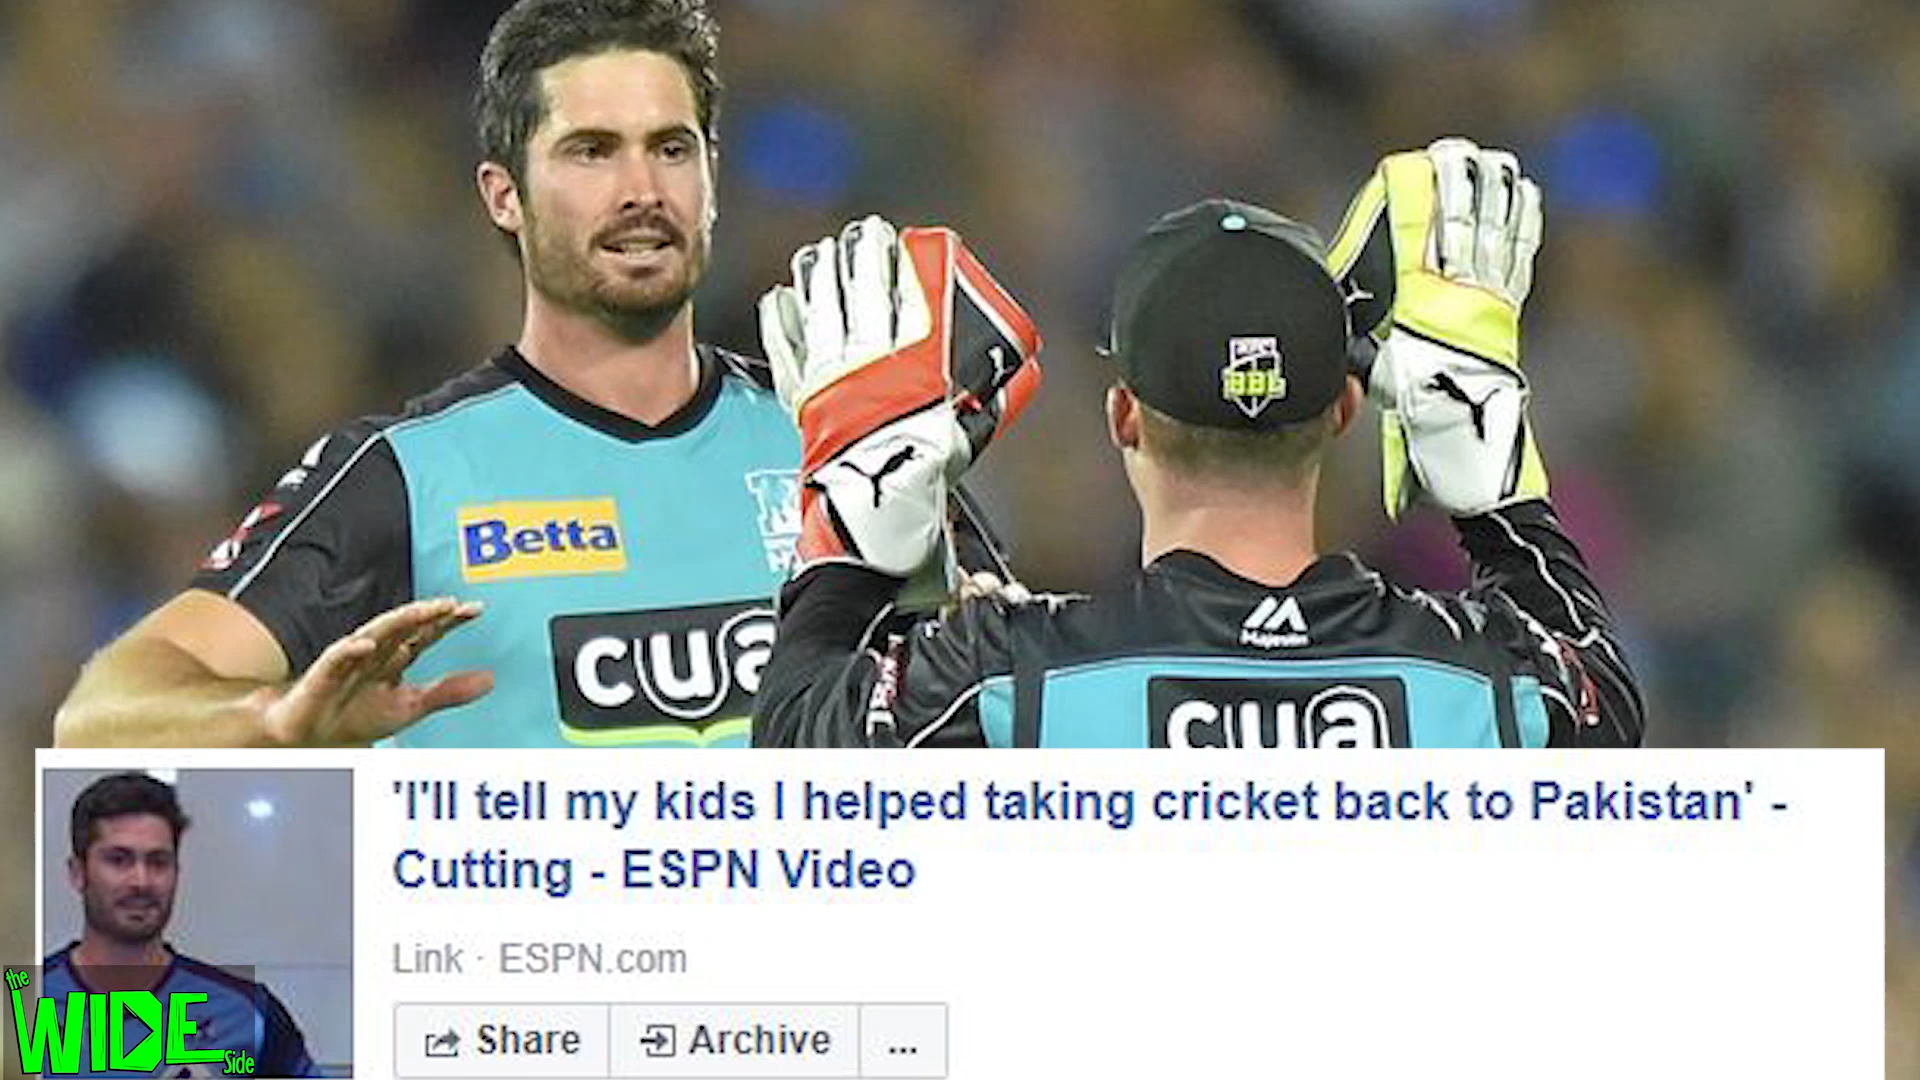 BBL
Betta
cua
Majestic
cua
'I'll tell my kids I helped taking cricket back to Pakistan' -
Cutting - ESPN Video
Link · ESPN.com
Share
Archive
...
the
WIDE
Side